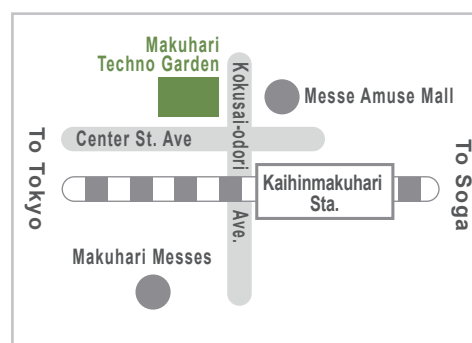 Makuhari
Techno Garden
Kokusai-odori
Ave.
Messe Amuse Mall
Center St. Ave
To Tokyo
Kaihinmakuhari
Sta.
To Soga
Makuhari Messes